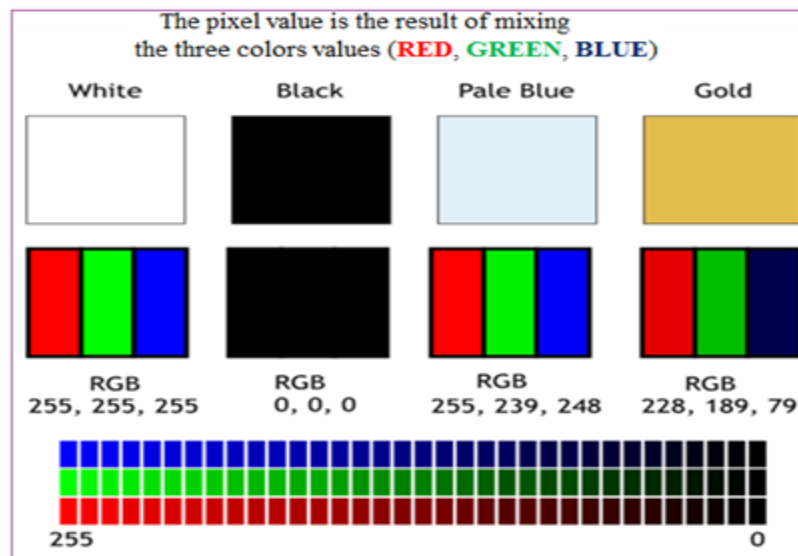 The pixel value is the result of mixing
the three colors values (RED, GREEN, BLUE)
White Black Pale Blue Gold
RGB RGB RGB RGB
255, 255, 255 0, 0, 0 255, 239, 248 228, 189, 79
255 0